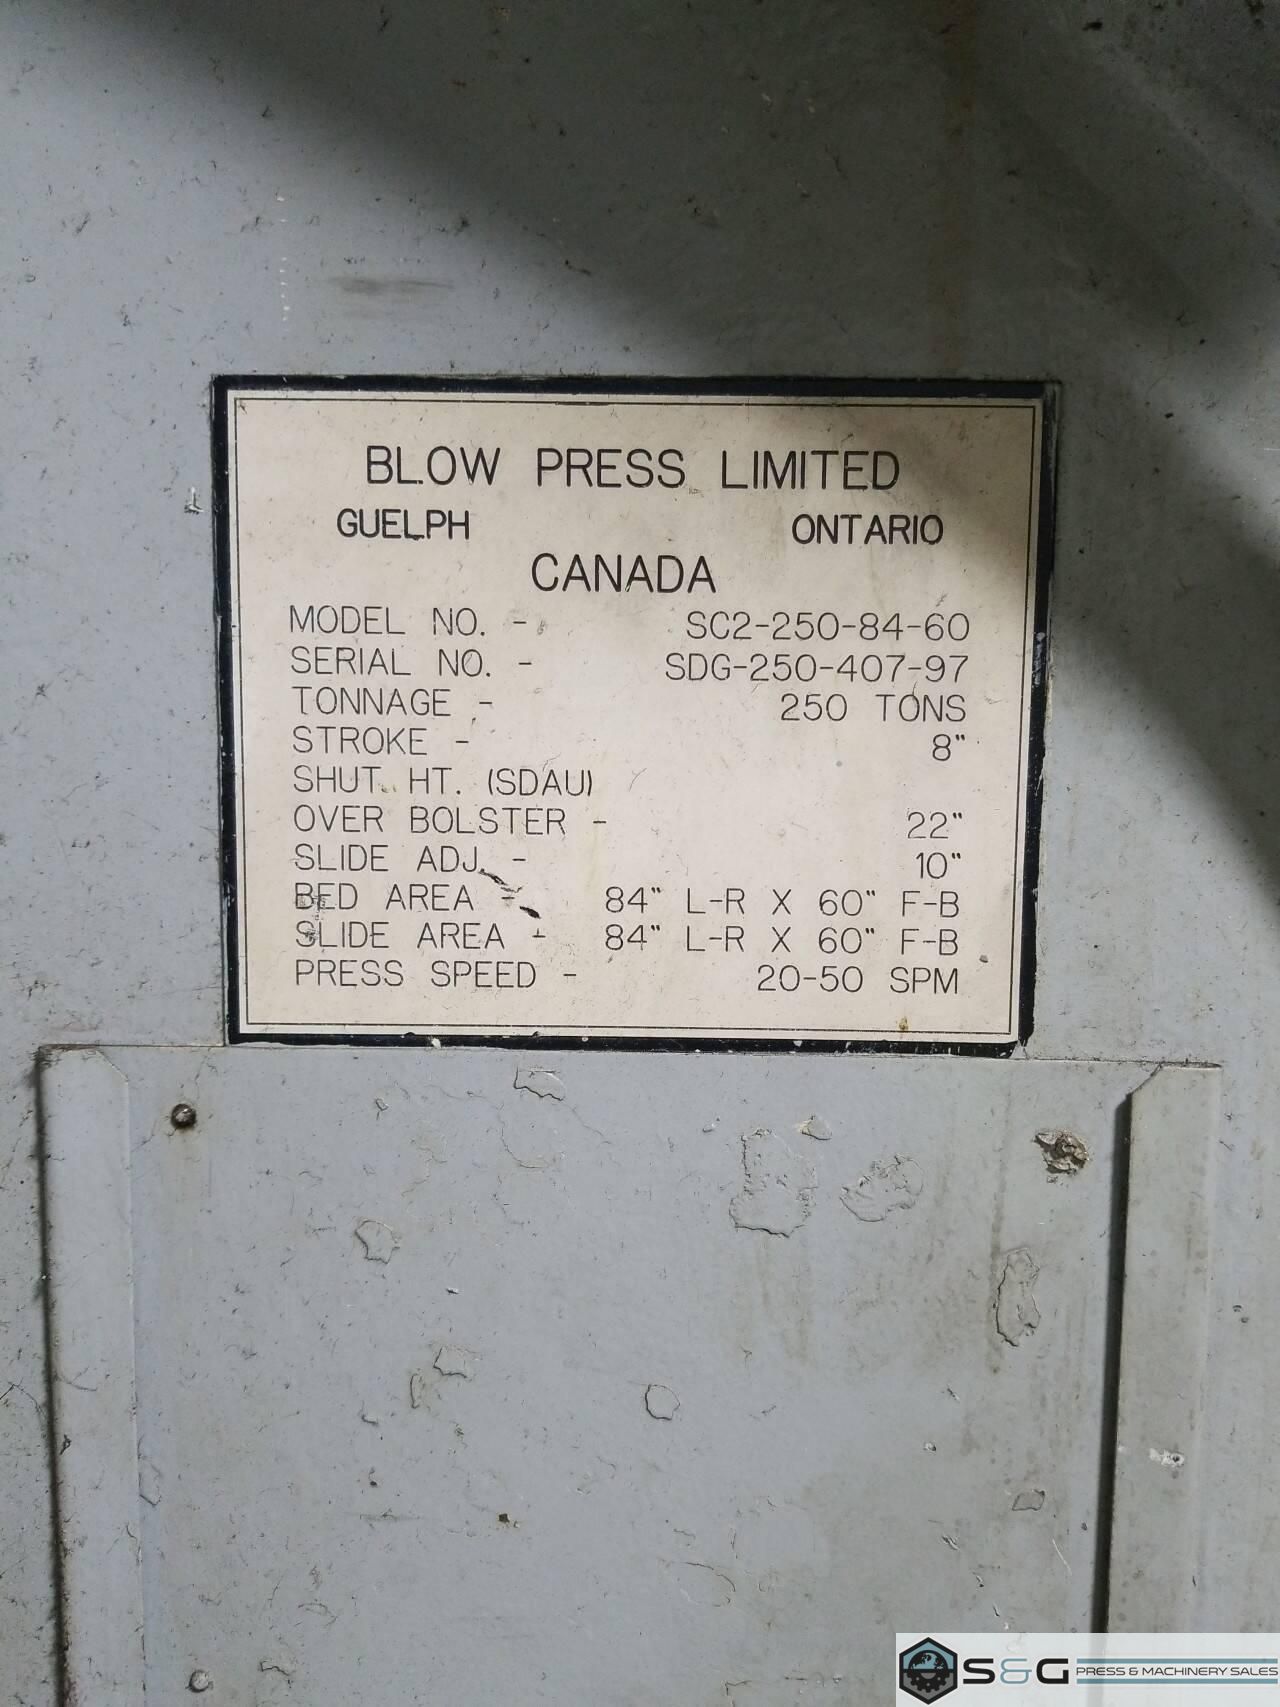 BLOW PRESS LIMITED
GUELPH ONTARIO
CANADA
MODEL NO. - SC2-250-84-60
SERIAL NO. - SDG-250-407-97
TONNAGE - 250 TONS
STROKE - 8"
SHUT. HT. (SDAU)
OVER BOLSTER - 22"
SLIDE ADJ. - 10"
BED AREA - 84" L-R X 60" F-B
SLIDE AREA - 84" L-R X 60" F-B
PRESS SPEED - 20-50 SPM
S&G PRESS & MACHINERY SALES